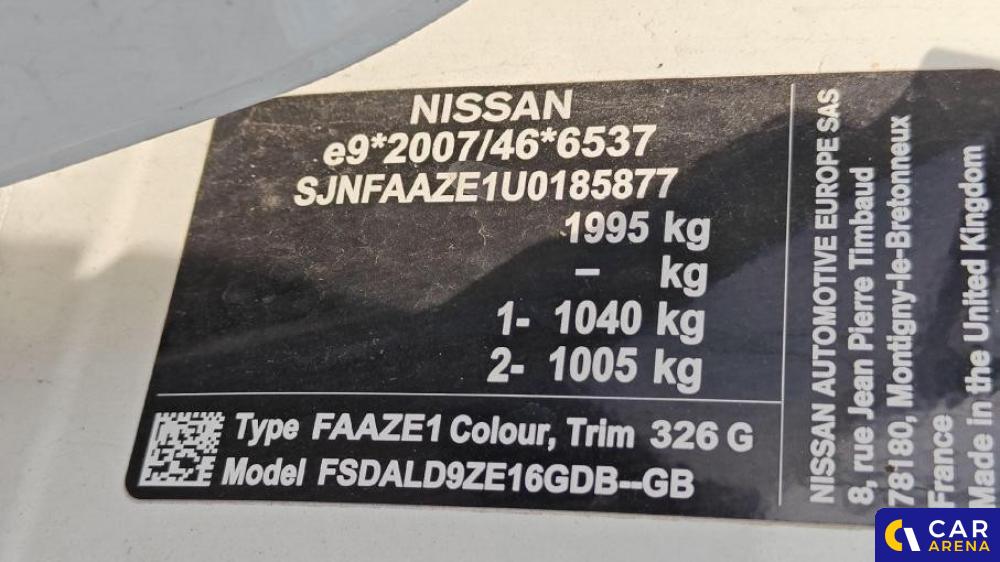 NISSAN
e9*2007/46*6537
SJNFAAZE1U0185877
1995 kg
– kg
1- 1040 kg
2- 1005 kg
Type FAAZE1 Colour, Trim 326 G
Model FSDALD9ZE16GDB--GB
NISSAN AUTOMOTIVE EUROPE SAS
8, rue Jean Pierre Timbaud
78180, Montigny-le-Bretonneux
France
Made in the United Kingdom
CAR
ARENA